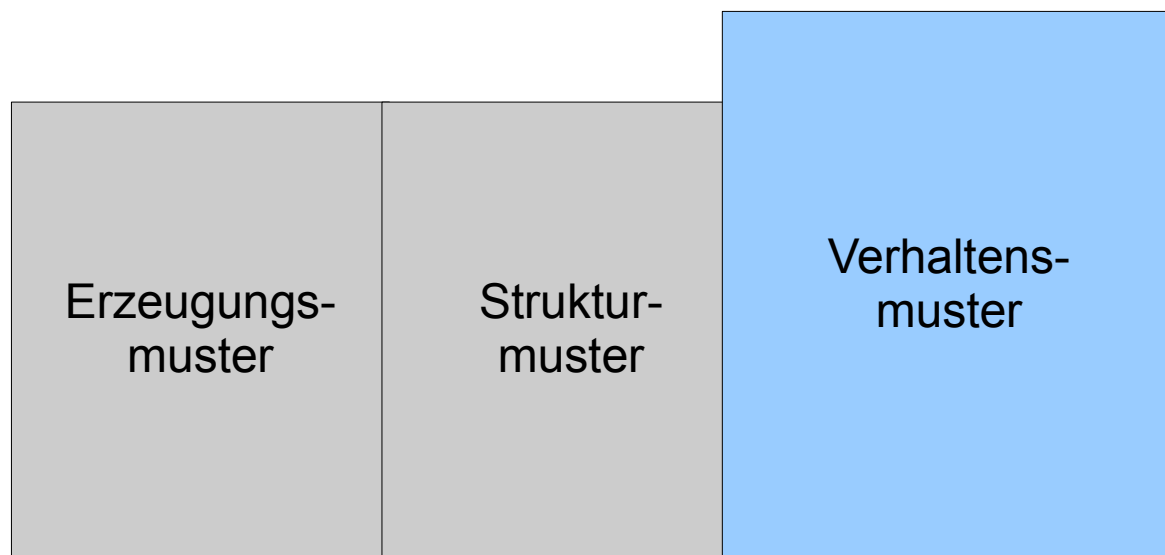 Erzeugungs-
muster
Struktur-
muster
Verhaltens-
muster